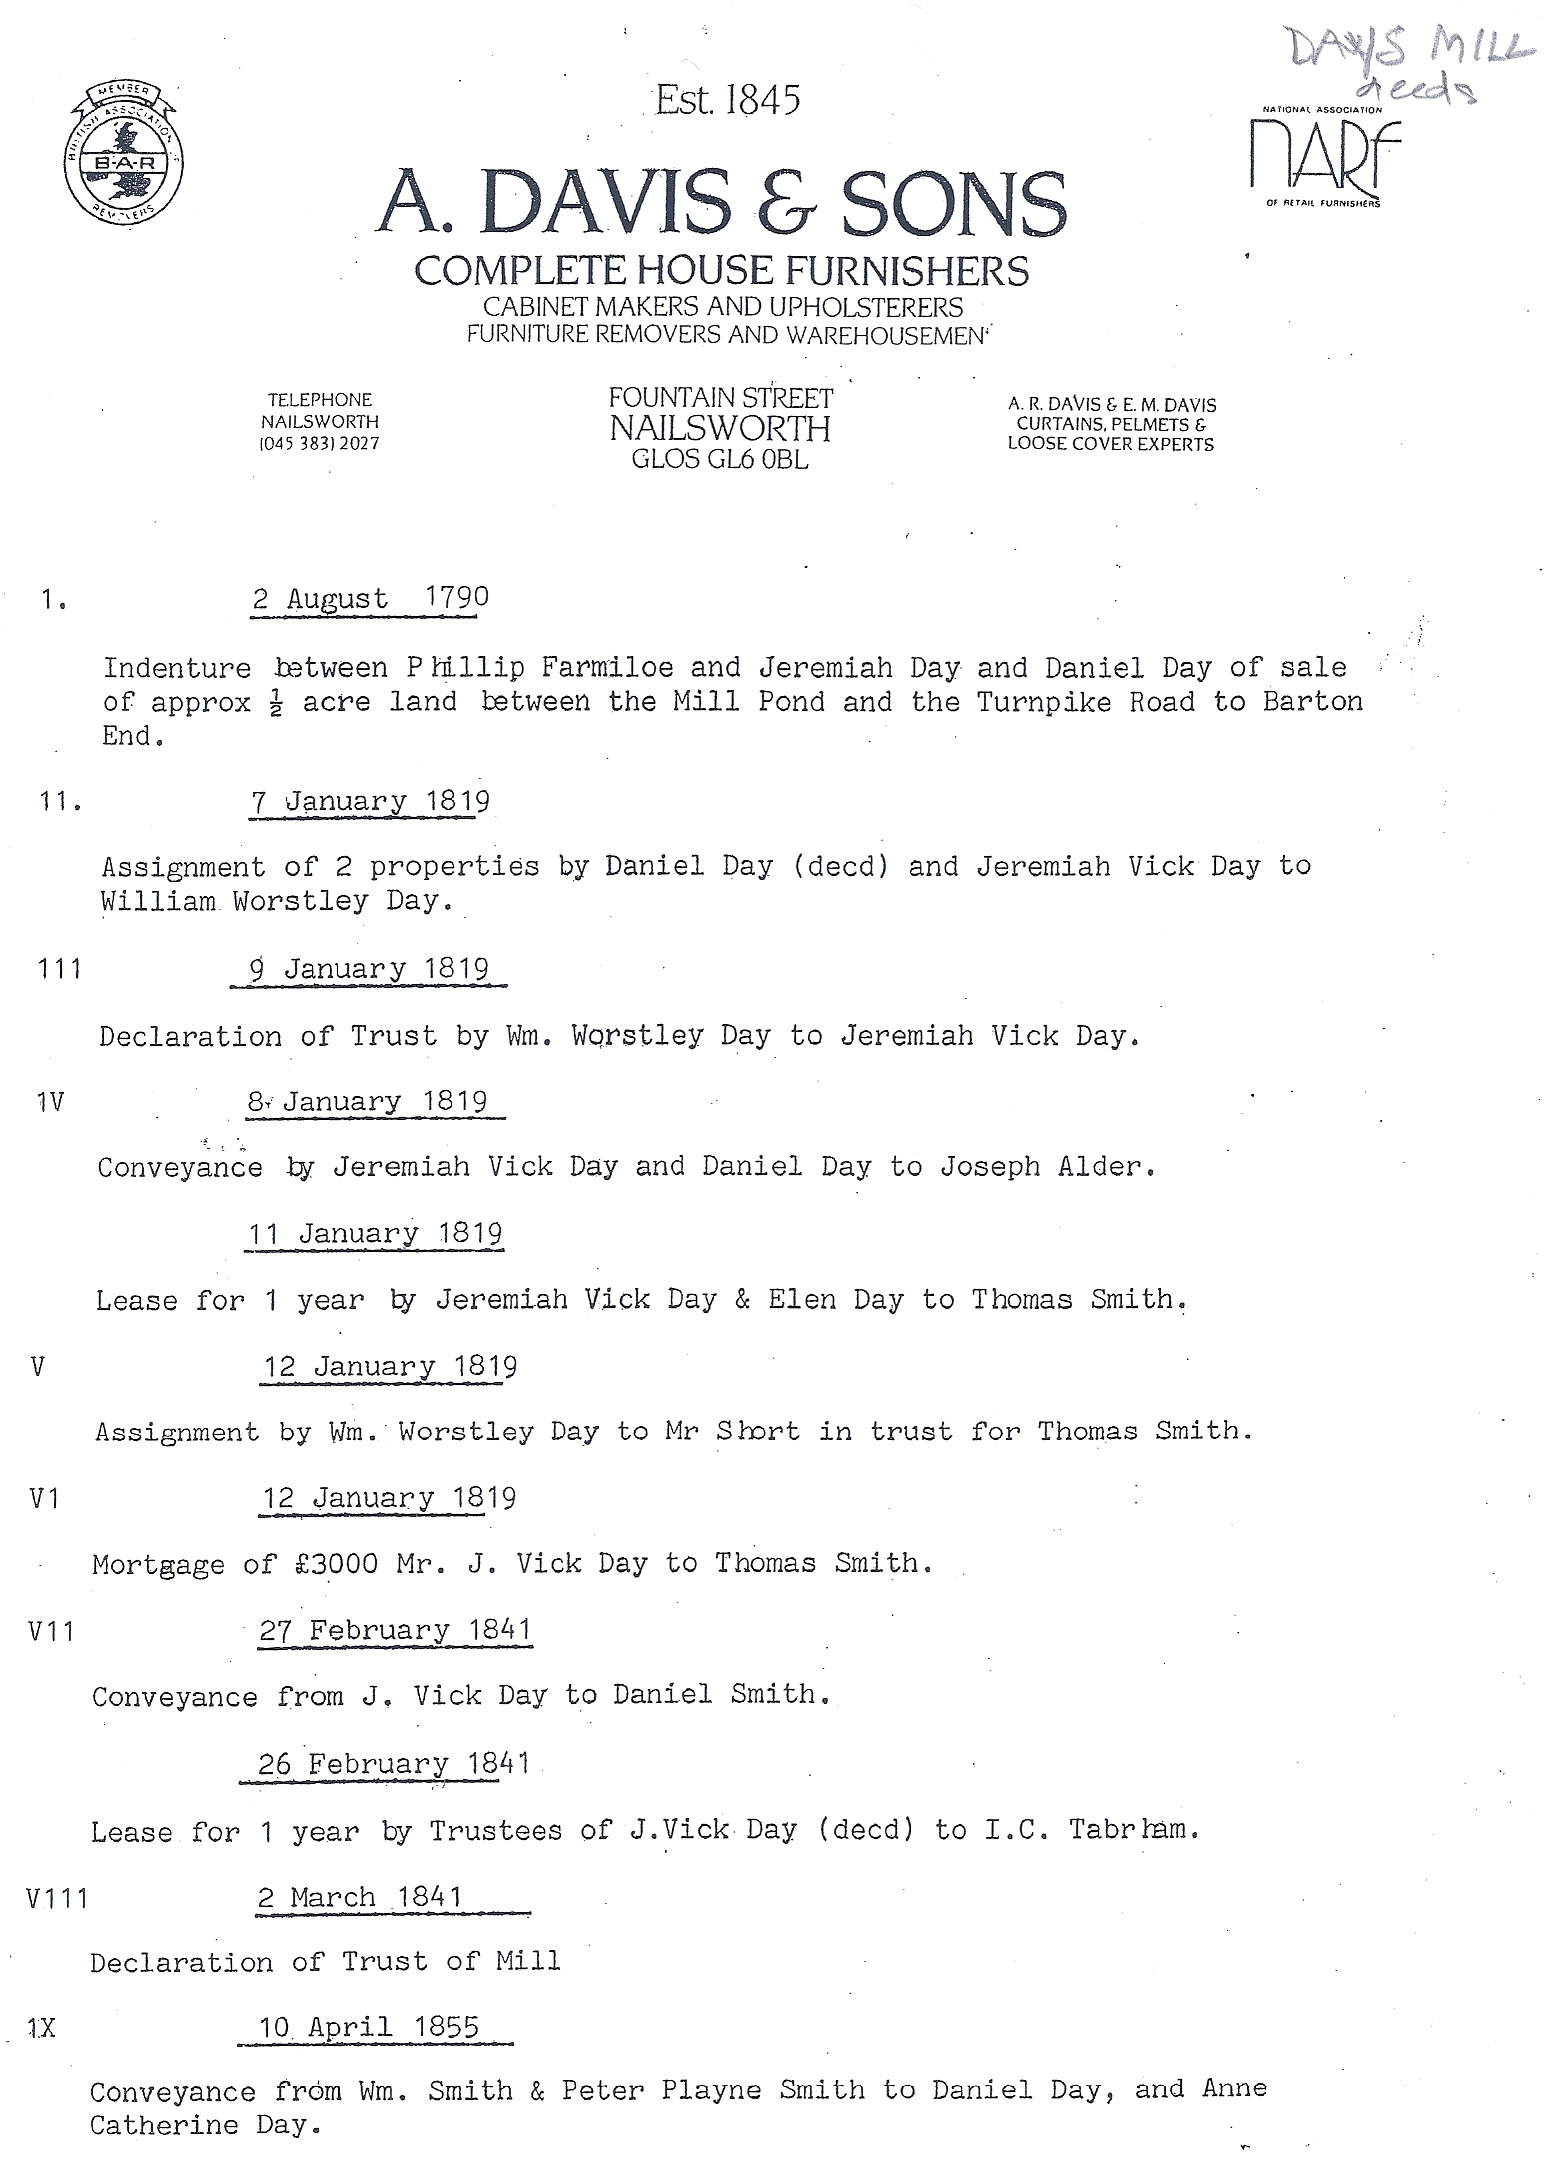 DAYS MILL
deeds
MEMBER
BRITISH ASSOCIATION OF
B·A·R
REMOVERS
Est. 1845
NATIONAL ASSOCIATION
NARF
OF RETAIL FURNISHERS
A. DAVIS & SONS
COMPLETE HOUSE FURNISHERS
CABINET MAKERS AND UPHOLSTERERS
FURNITURE REMOVERS AND WAREHOUSEMEN
TELEPHONE
NAILSWORTH
(045 383) 2027
FOUNTAIN STREET
NAILSWORTH
GLOS GL6 0BL
A. R. DAVIS & E. M. DAVIS
CURTAINS, PELMETS &
LOOSE COVER EXPERTS
1. 2 August 1790
Indenture between Phillip Farmiloe and Jeremiah Day and Daniel Day of sale
of approx ½ acre land between the Mill Pond and the Turnpike Road to Barton
End.
11. 7 January 1819
Assignment of 2 properties by Daniel Day (decd) and Jeremiah Vick Day to
William Worstley Day.
111 9 January 1819
Declaration of Trust by Wm. Worstley Day to Jeremiah Vick Day.
1V 8 January 1819
Conveyance by Jeremiah Vick Day and Daniel Day to Joseph Alder.
11 January 1819
Lease for 1 year by Jeremiah Vick Day & Elen Day to Thomas Smith.
V 12 January 1819
Assignment by Wm. Worstley Day to Mr Short in trust for Thomas Smith.
V1 12 January 1819
Mortgage of £3000 Mr. J. Vick Day to Thomas Smith.
V11 27 February 1841
Conveyance from J. Vick Day to Daniel Smith.
26 February 1841
Lease for 1 year by Trustees of J.Vick Day (decd) to I.C. Tabrham.
V111 2 March 1841
Declaration of Trust of Mill
1X 10 April 1855
Conveyance from Wm. Smith & Peter Playne Smith to Daniel Day, and Anne
Catherine Day.